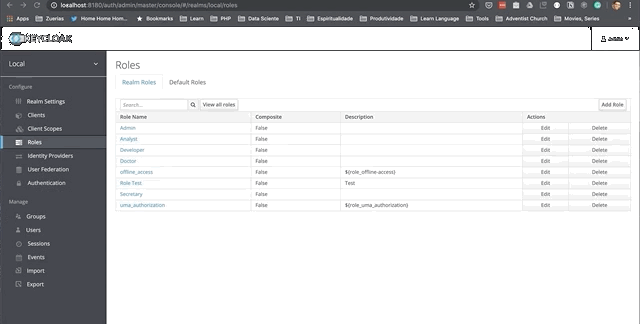 localhost:8180/auth/admin/master/console/#/realms/local/roles
Apps Zuerias Home Home Hom... Bookmarks Learn PHP Data Sciente TI Espiritualidade Produtividade Learn Language Tools Adventist Church Movies, Series
KEYCLOAK
Local
Configure
Realm Settings
Clients
Client Scopes
Roles
Identity Providers
User Federation
Authentication
Manage
Groups
Users
Sessions
Events
Import
Export
Roles
Realm Roles Default Roles
Search... View all roles Add Role
Role Name Composite Description Actions
Admin False Edit Delete
Analyst False Edit Delete
Developer False Edit Delete
Doctor False Edit Delete
offline_access False ${role_offline-access} Edit Delete
Role Test False Test Edit Delete
Secretary False Edit Delete
uma_authorization False ${role_uma_authorization} Edit Delete